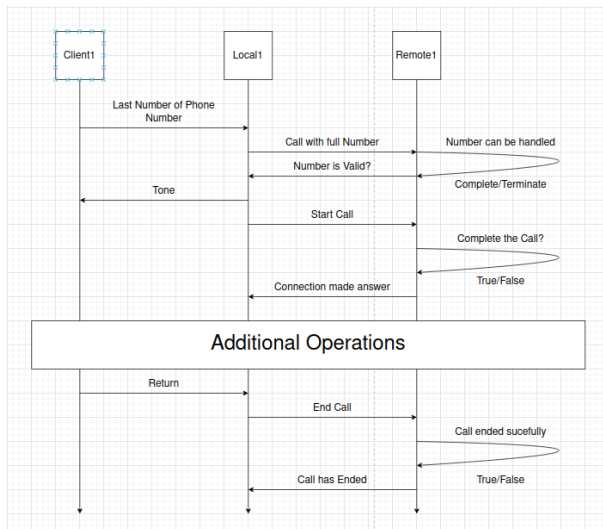 Client1
Local1
Remote1
Last Number of Phone
Number
Call with full Number
Number can be handled
Number is Valid?
Complete/Terminate
Tone
Start Call
Complete the Call?
True/False
Connection made answer
Additional Operations
Return
End Call
Call ended sucefully
Call has Ended
True/False